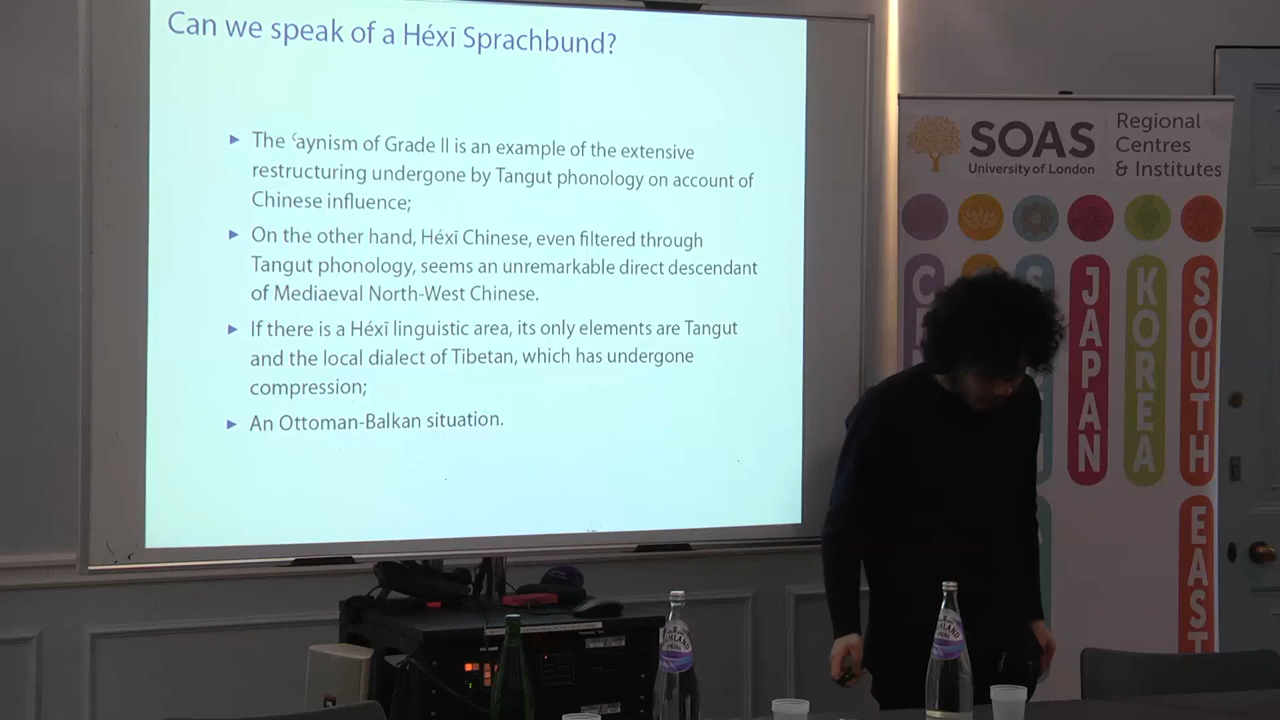 Can we speak of a Héxī Sprachbund?
The ʿaynism of Grade II is an example of the extensive
restructuring undergone by Tangut phonology on account of
Chinese influence;
On the other hand, Héxī Chinese, even filtered through
Tangut phonology, seems an unremarkable direct descendant
of Mediaeval North-West Chinese.
If there is a Héxī linguistic area, its only elements are Tangut
and the local dialect of Tibetan, which has undergone
compression;
An Ottoman-Balkan situation.
SOAS
University of London
Regional
Centres
& Institutes
JAPAN
KOREA
SOUTH
EAST